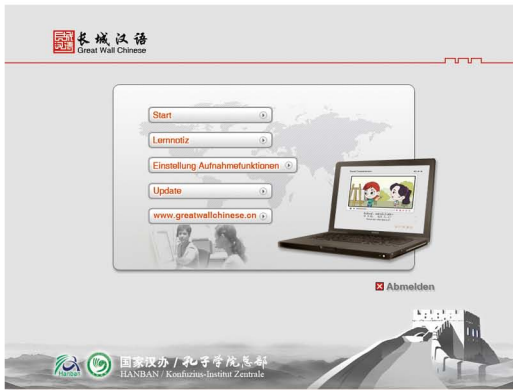 长城汉语
Great Wall Chinese
Start
Lernnotiz
Einstellung Aufnahmefunktionen
Update
www.greatwallchinese.cn
Abmelden
Hanban
国家汉办 / 孔子学院总部
HANBAN / Konfuzius-Institut Zentrale